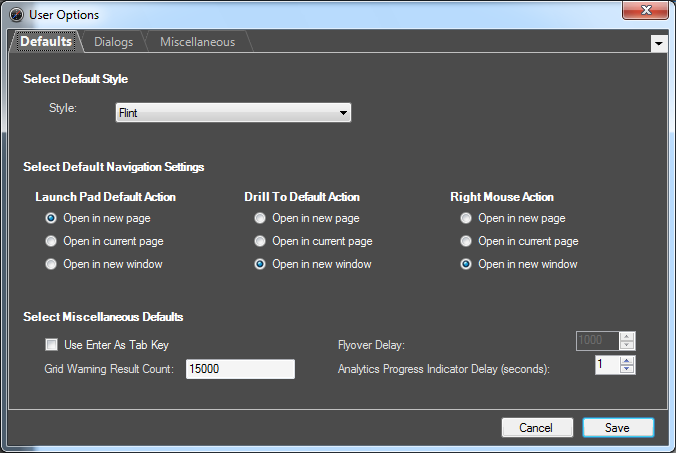 User Options
Defaults Dialogs Miscellaneous
Select Default Style
Style: Flint
Select Default Navigation Settings
Launch Pad Default Action Drill To Default Action Right Mouse Action
Open in new page Open in new page Open in new page
Open in current page Open in current page Open in current page
Open in new window Open in new window Open in new window
Select Miscellaneous Defaults
Use Enter As Tab Key Flyover Delay: 1000
Grid Warning Result Count: 15000 Analytics Progress Indicator Delay (seconds): 1
Cancel Save